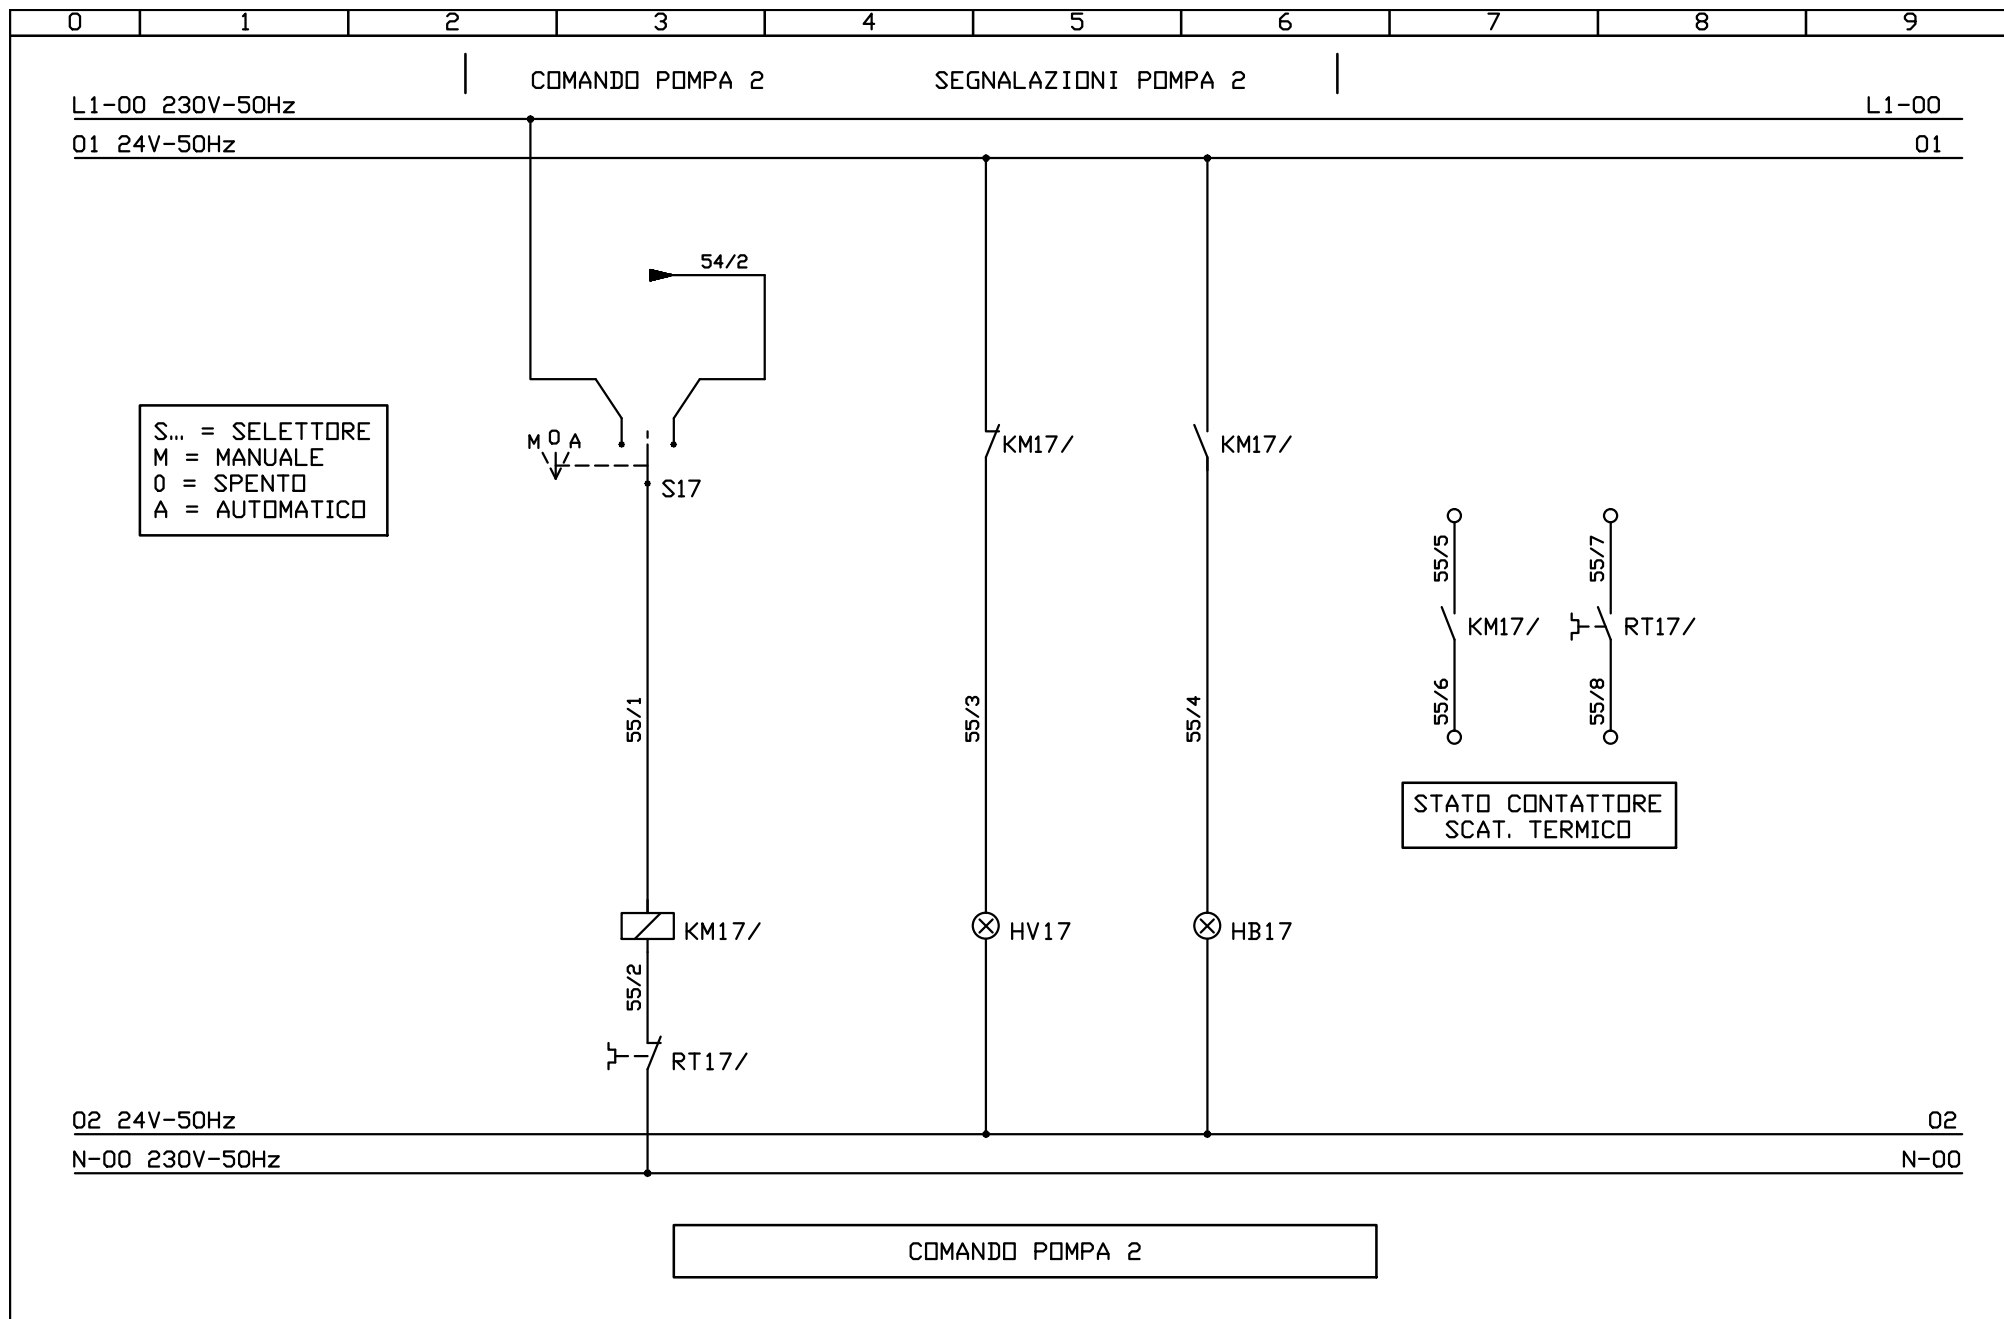 0 1 2 3 4 5 6 7 8 9
COMANDO POMPA 2 SEGNALAZIONI POMPA 2
L1-00 230V-50Hz L1-00
01 24V-50Hz 01
54/2
S... = SELETTORE
M = MANUALE
0 = SPENTO
A = AUTOMATICO
M 0 A
S17
KM17/
KM17/
55/5
55/7
KM17/
RT17/
55/6
55/8
55/1
55/3
55/4
STATO CONTATTORE
SCAT. TERMICO
KM17/
HV17
HB17
55/2
RT17/
02 24V-50Hz 02
N-00 230V-50Hz N-00
COMANDO POMPA 2